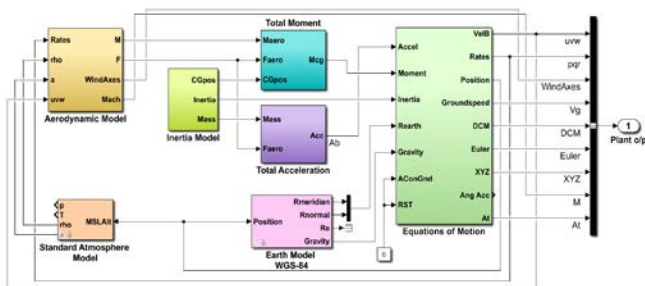 Rates
rho
a
uvw
M
F
WindAxes
Mach
Aerodynamic Model
Total Moment
Maero
Faero
CGpos
Mcg
CGpos
Inertia
Mass
Inertia Model
Mass
Faero
Acc
Ab
Total Acceleration
p
T
rho
a
MSLAlt
Standard Atmosphere
Model
Position
Rmeridian
Rnormal
Re
Gravity
Earth Model
WGS-84
0
Accel
Moment
Inertia
Rearth
Gravity
AConGnd
RST
VelB
Rates
Position
Groundspeed
DCM
Euler
XYZ
Ang Acc
At
Equations of Motion
uvw
pqr
WindAxes
Vg
DCM
Euler
XYZ
M
At
1
Plant o/p